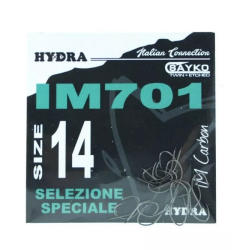 HYDRA
Italian Connection
BAYKO
TWIN • ETCHED
IM701
SIZE 14
IM Carbon
SELEZIONE
SPECIALE
HYDRA